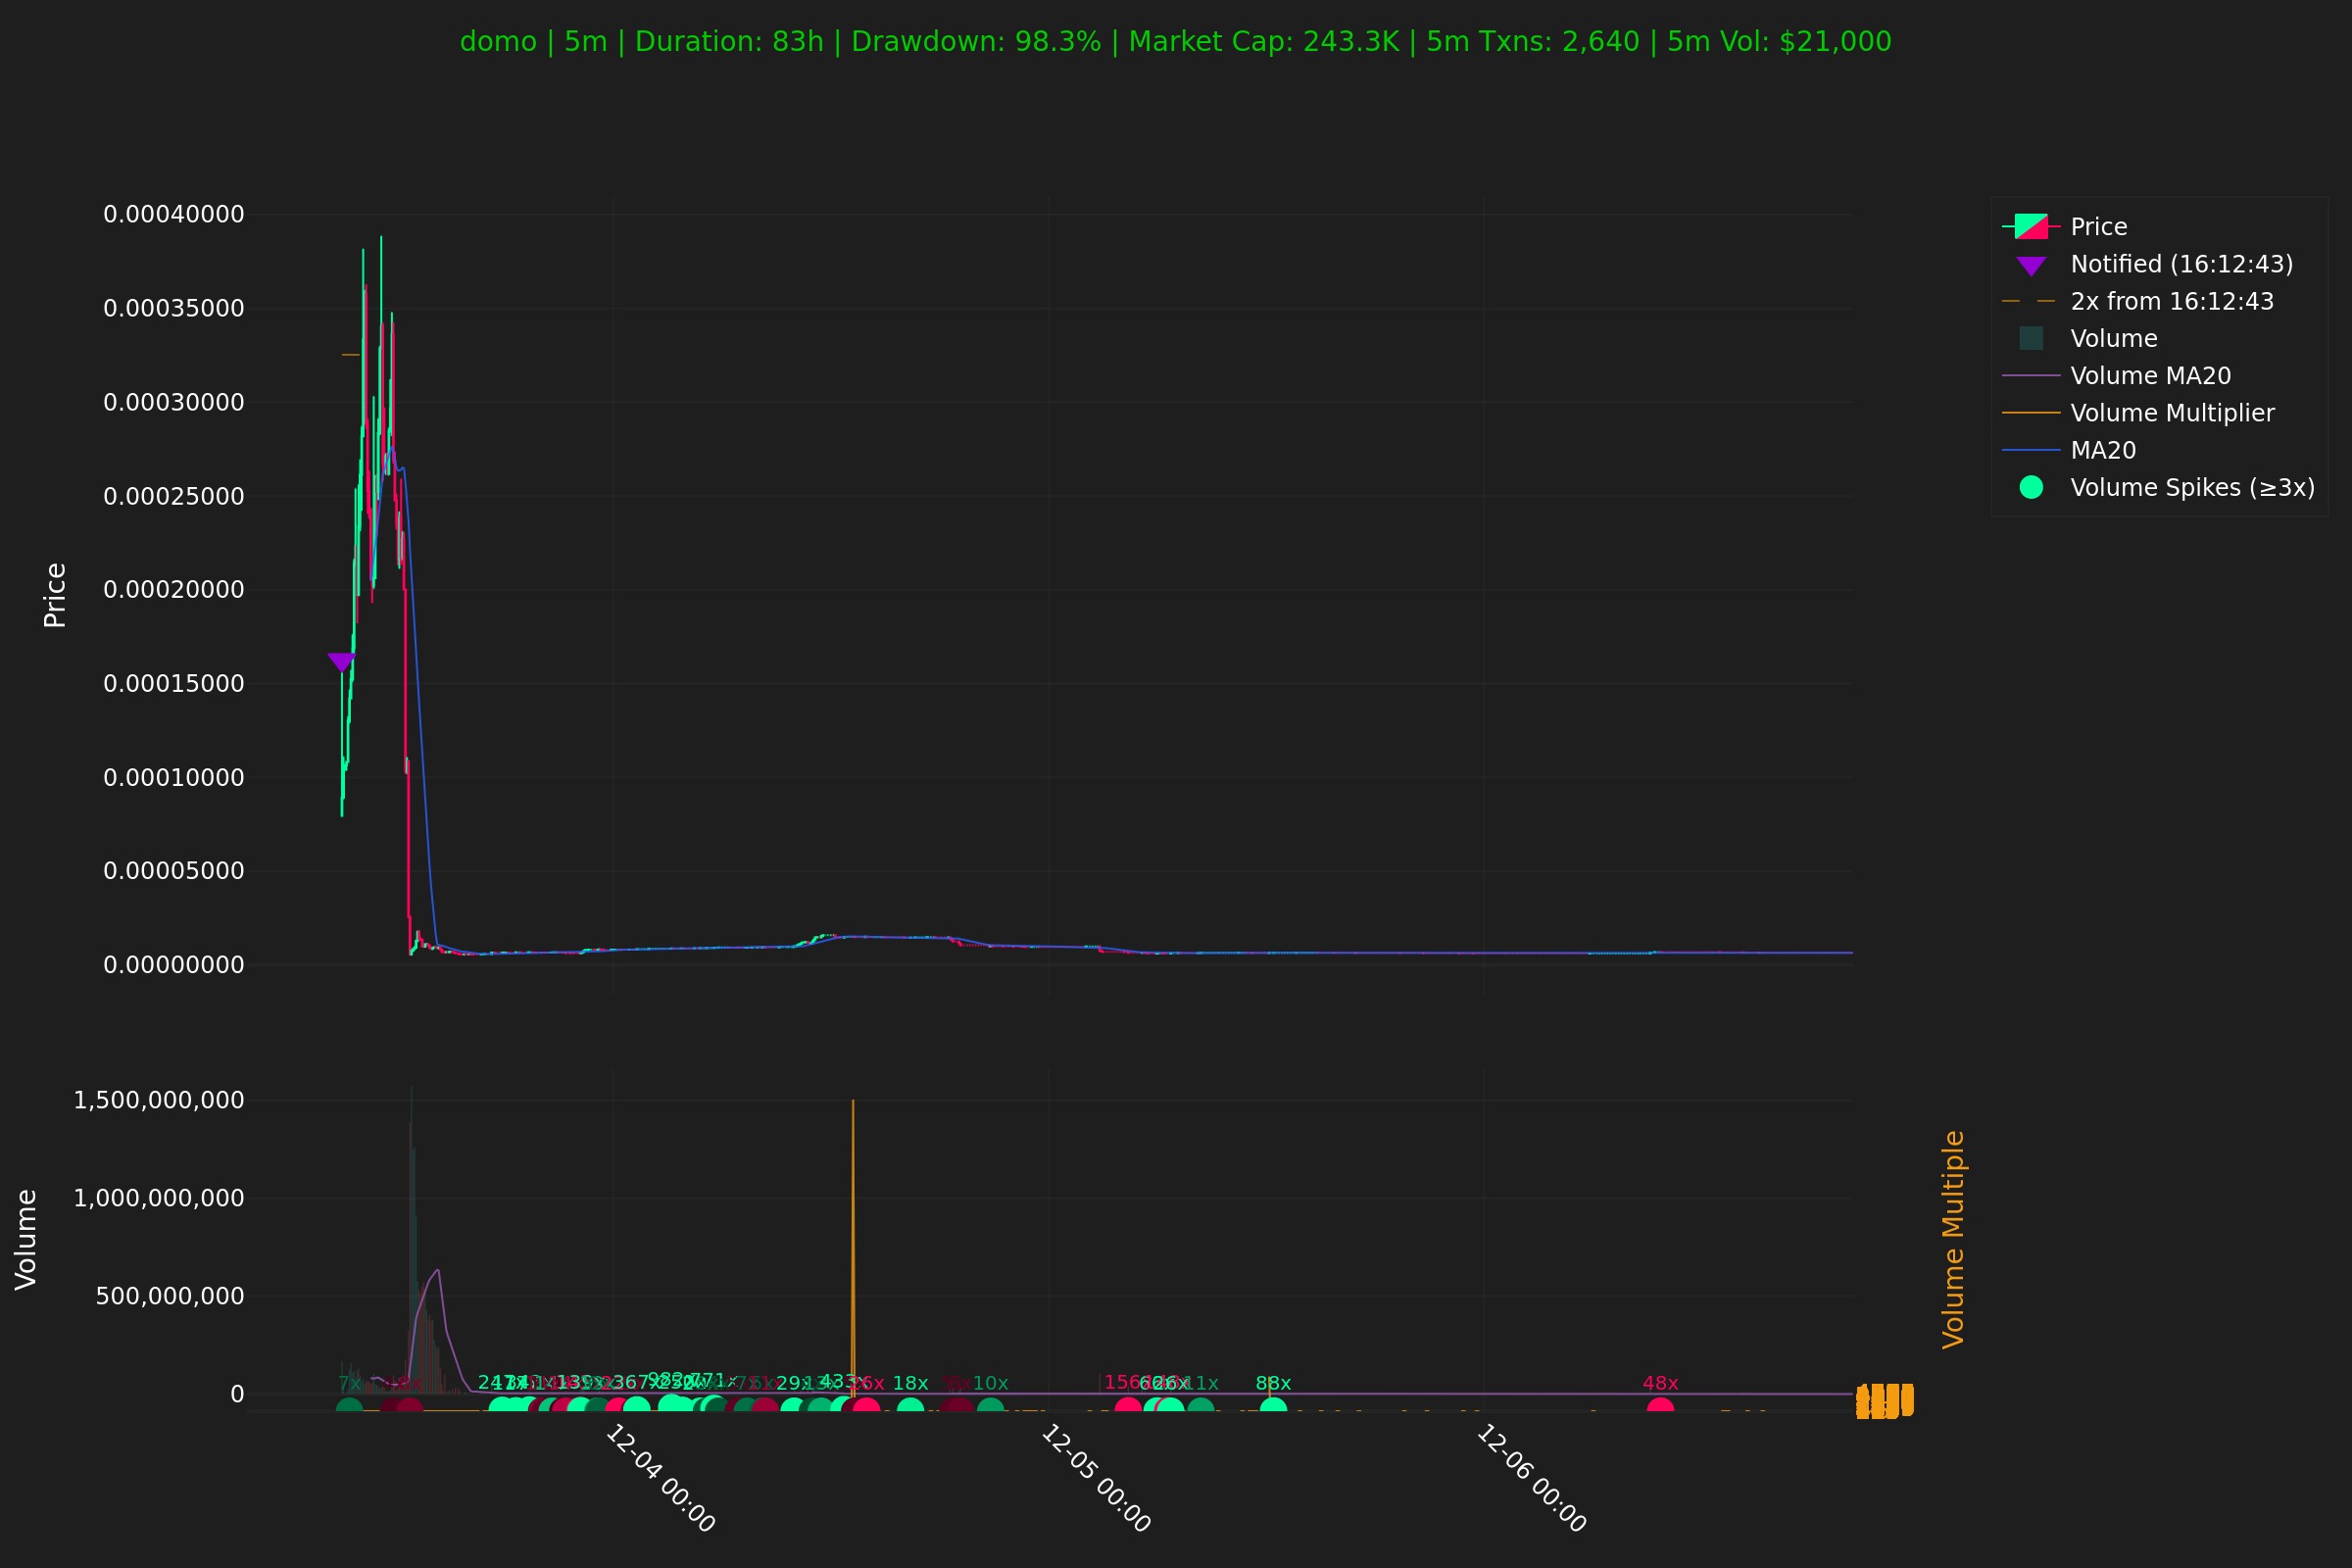 domo | 5m | Duration: 83h | Drawdown: 98.3% | Market Cap: 243.3K | 5m Txns: 2,640 | 5m Vol: $21,000
Price
Notified (16:12:43)
2x from 16:12:43
Volume
Volume MA20
Volume Multiplier
MA20
Volume Spikes (≥3x)
Price
0.00040000
0.00035000
0.00030000
0.00025000
0.00020000
0.00015000
0.00010000
0.00005000
0.00000000
Volume
1,500,000,000
1,000,000,000
500,000,000
0
Volume Multiple
7x
367x
771x
29x
433x
18x
10x
88x
48x
12-04 00:00
12-05 00:00
12-06 00:00